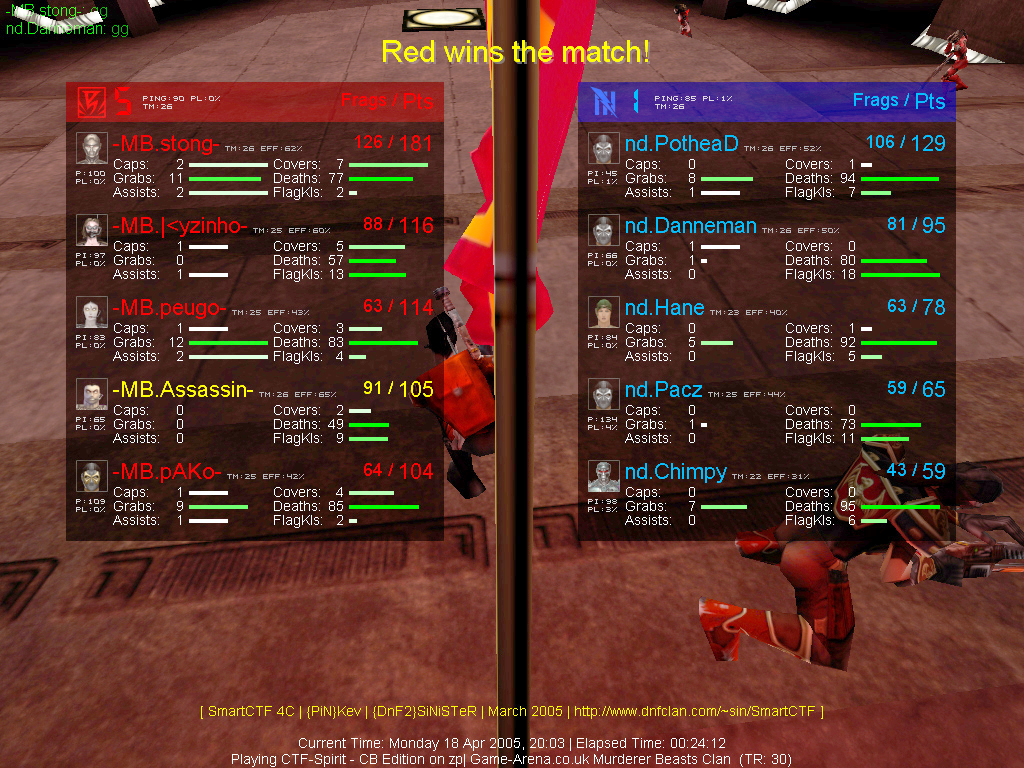 -MB.stong-: gg
nd.Danneman: gg
Red wins the match!
5 PING:90 PL:0% TM:26 Frags / Pts
-MB.stong- TM:26 EFF:62% 126 / 181
P:100 PL:0%
Caps: 2 Covers: 7
Grabs: 11 Deaths: 77
Assists: 2 FlagKls: 2
-MB.|<yzinho- TM:25 EFF:60% 88 / 116
PI:97 PL:0%
Caps: 1 Covers: 5
Grabs: 0 Deaths: 57
Assists: 1 FlagKls: 13
-MB.peugo- TM:25 EFF:43% 63 / 114
PI:83 PL:0%
Caps: 1 Covers: 3
Grabs: 12 Deaths: 83
Assists: 2 FlagKls: 4
-MB.Assassin- TM:26 EFF:65% 91 / 105
PI:65 PL:0%
Caps: 0 Covers: 2
Grabs: 0 Deaths: 49
Assists: 0 FlagKls: 9
-MB.pAKo- TM:25 EFF:42% 64 / 104
P:109 PL:0%
Caps: 1 Covers: 4
Grabs: 9 Deaths: 85
Assists: 1 FlagKls: 2
1 PING:85 PL:1% TM:26 Frags / Pts
nd.PotheaD TM:26 EFF:52% 106 / 129
PI:45 PL:1%
Caps: 0 Covers: 1
Grabs: 8 Deaths: 94
Assists: 1 FlagKls: 7
nd.Danneman TM:26 EFF:50% 81 / 95
PI:66 PL:0%
Caps: 1 Covers: 0
Grabs: 1 Deaths: 80
Assists: 0 FlagKls: 18
nd.Hane TM:23 EFF:40% 63 / 78
PI:84 PL:0%
Caps: 0 Covers: 1
Grabs: 5 Deaths: 92
Assists: 0 FlagKls: 5
nd.Pacz TM:25 EFF:44% 59 / 65
P:134 PL:4%
Caps: 0 Covers: 0
Grabs: 1 Deaths: 73
Assists: 0 FlagKls: 11
nd.Chimpy TM:22 EFF:31% 43 / 59
PI:98 PL:3%
Caps: 0 Covers: 0
Grabs: 7 Deaths: 95
Assists: 0 FlagKls: 6
[ SmartCTF 4C | {PiN}Kev | {DnF2}SiNiSTeR | March 2005 | http://www.dnfclan.com/~sin/SmartCTF ]
Current Time: Monday 18 Apr 2005, 20:03 | Elapsed Time: 00:24:12
Playing CTF-Spirit - CB Edition on zp| Game-Arena.co.uk Murderer Beasts Clan (TR: 30)